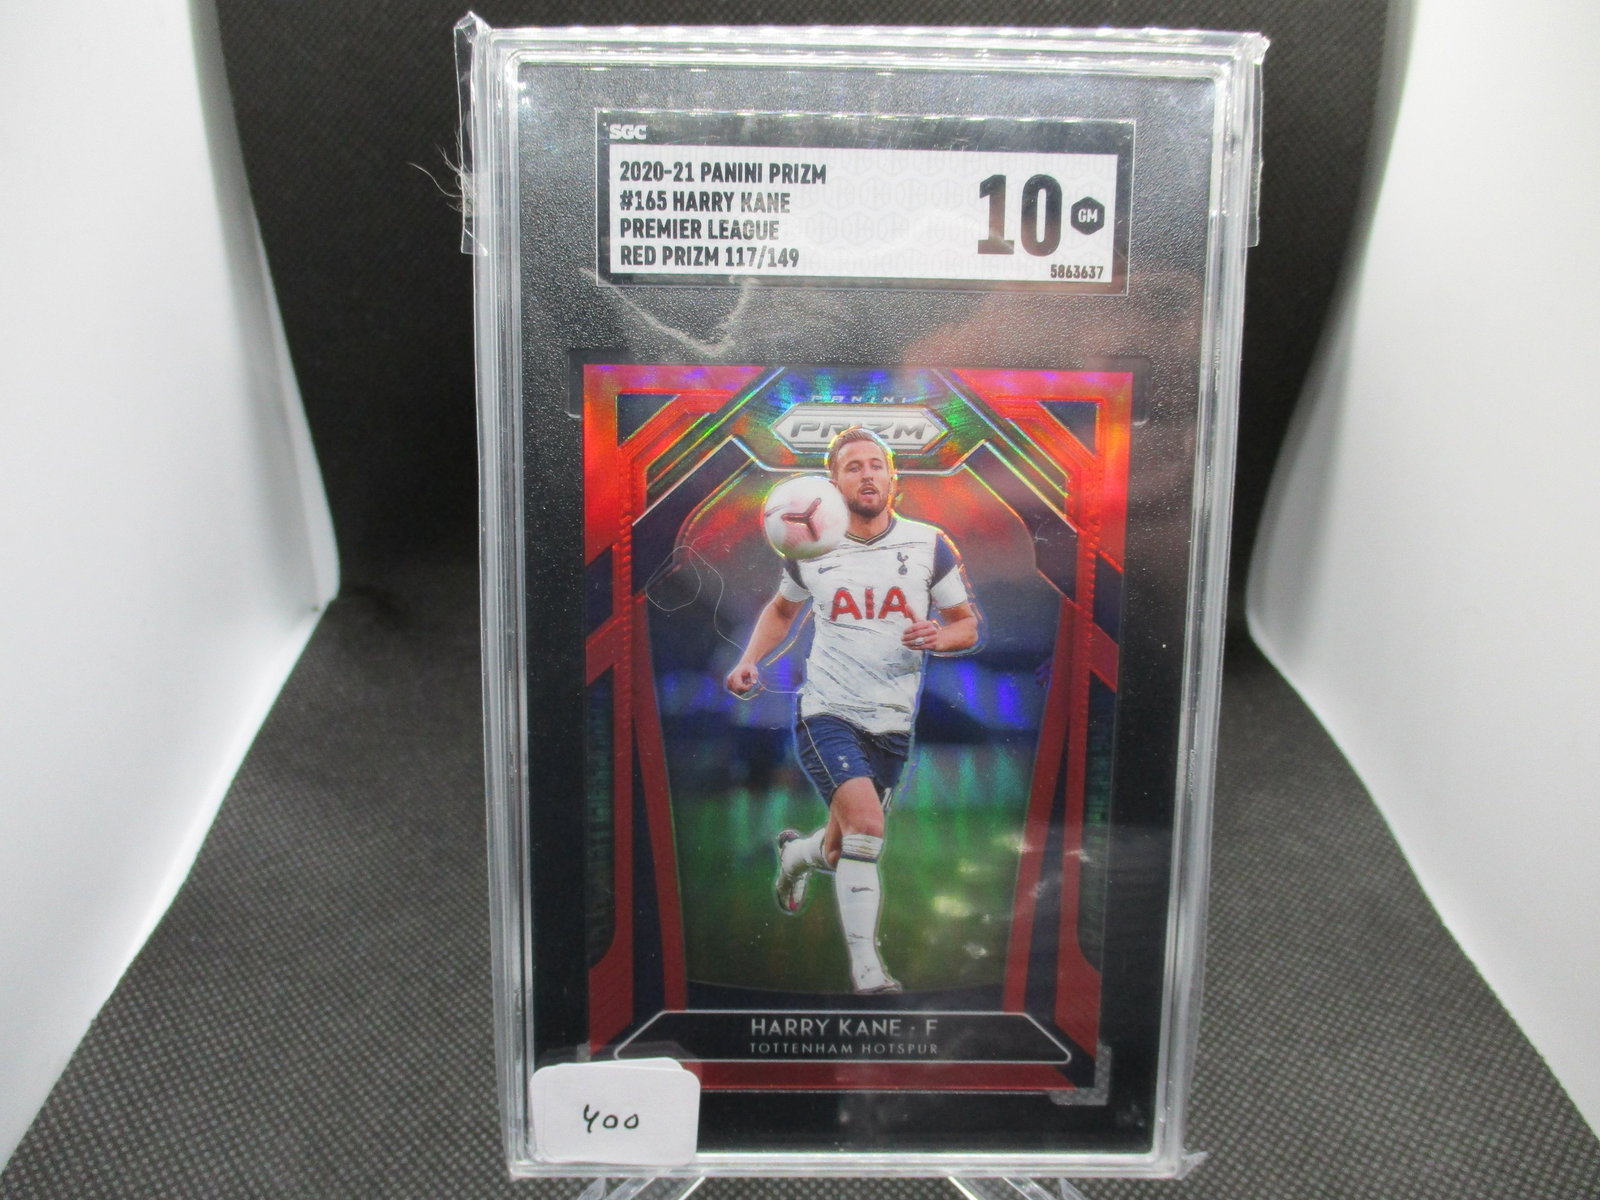 SGC
2020-21 PANINI PRIZM
#165 HARRY KANE
PREMIER LEAGUE
RED PRIZM 117/149
10 GM
5863637
PANINI
PRIZM
AIA
HARRY KANE · F
TOTTENHAM HOTSPUR
400